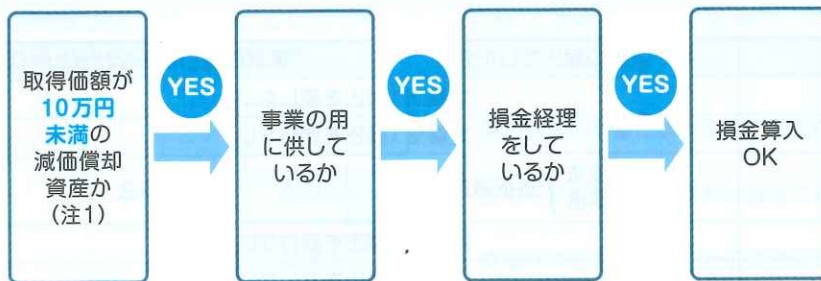 取得価額が
10万円
未満の
減価償却
資産か
(注1)
YES
事業の用
に供して
いるか
YES
損金経理
をして
いるか
YES
損金算入
OK